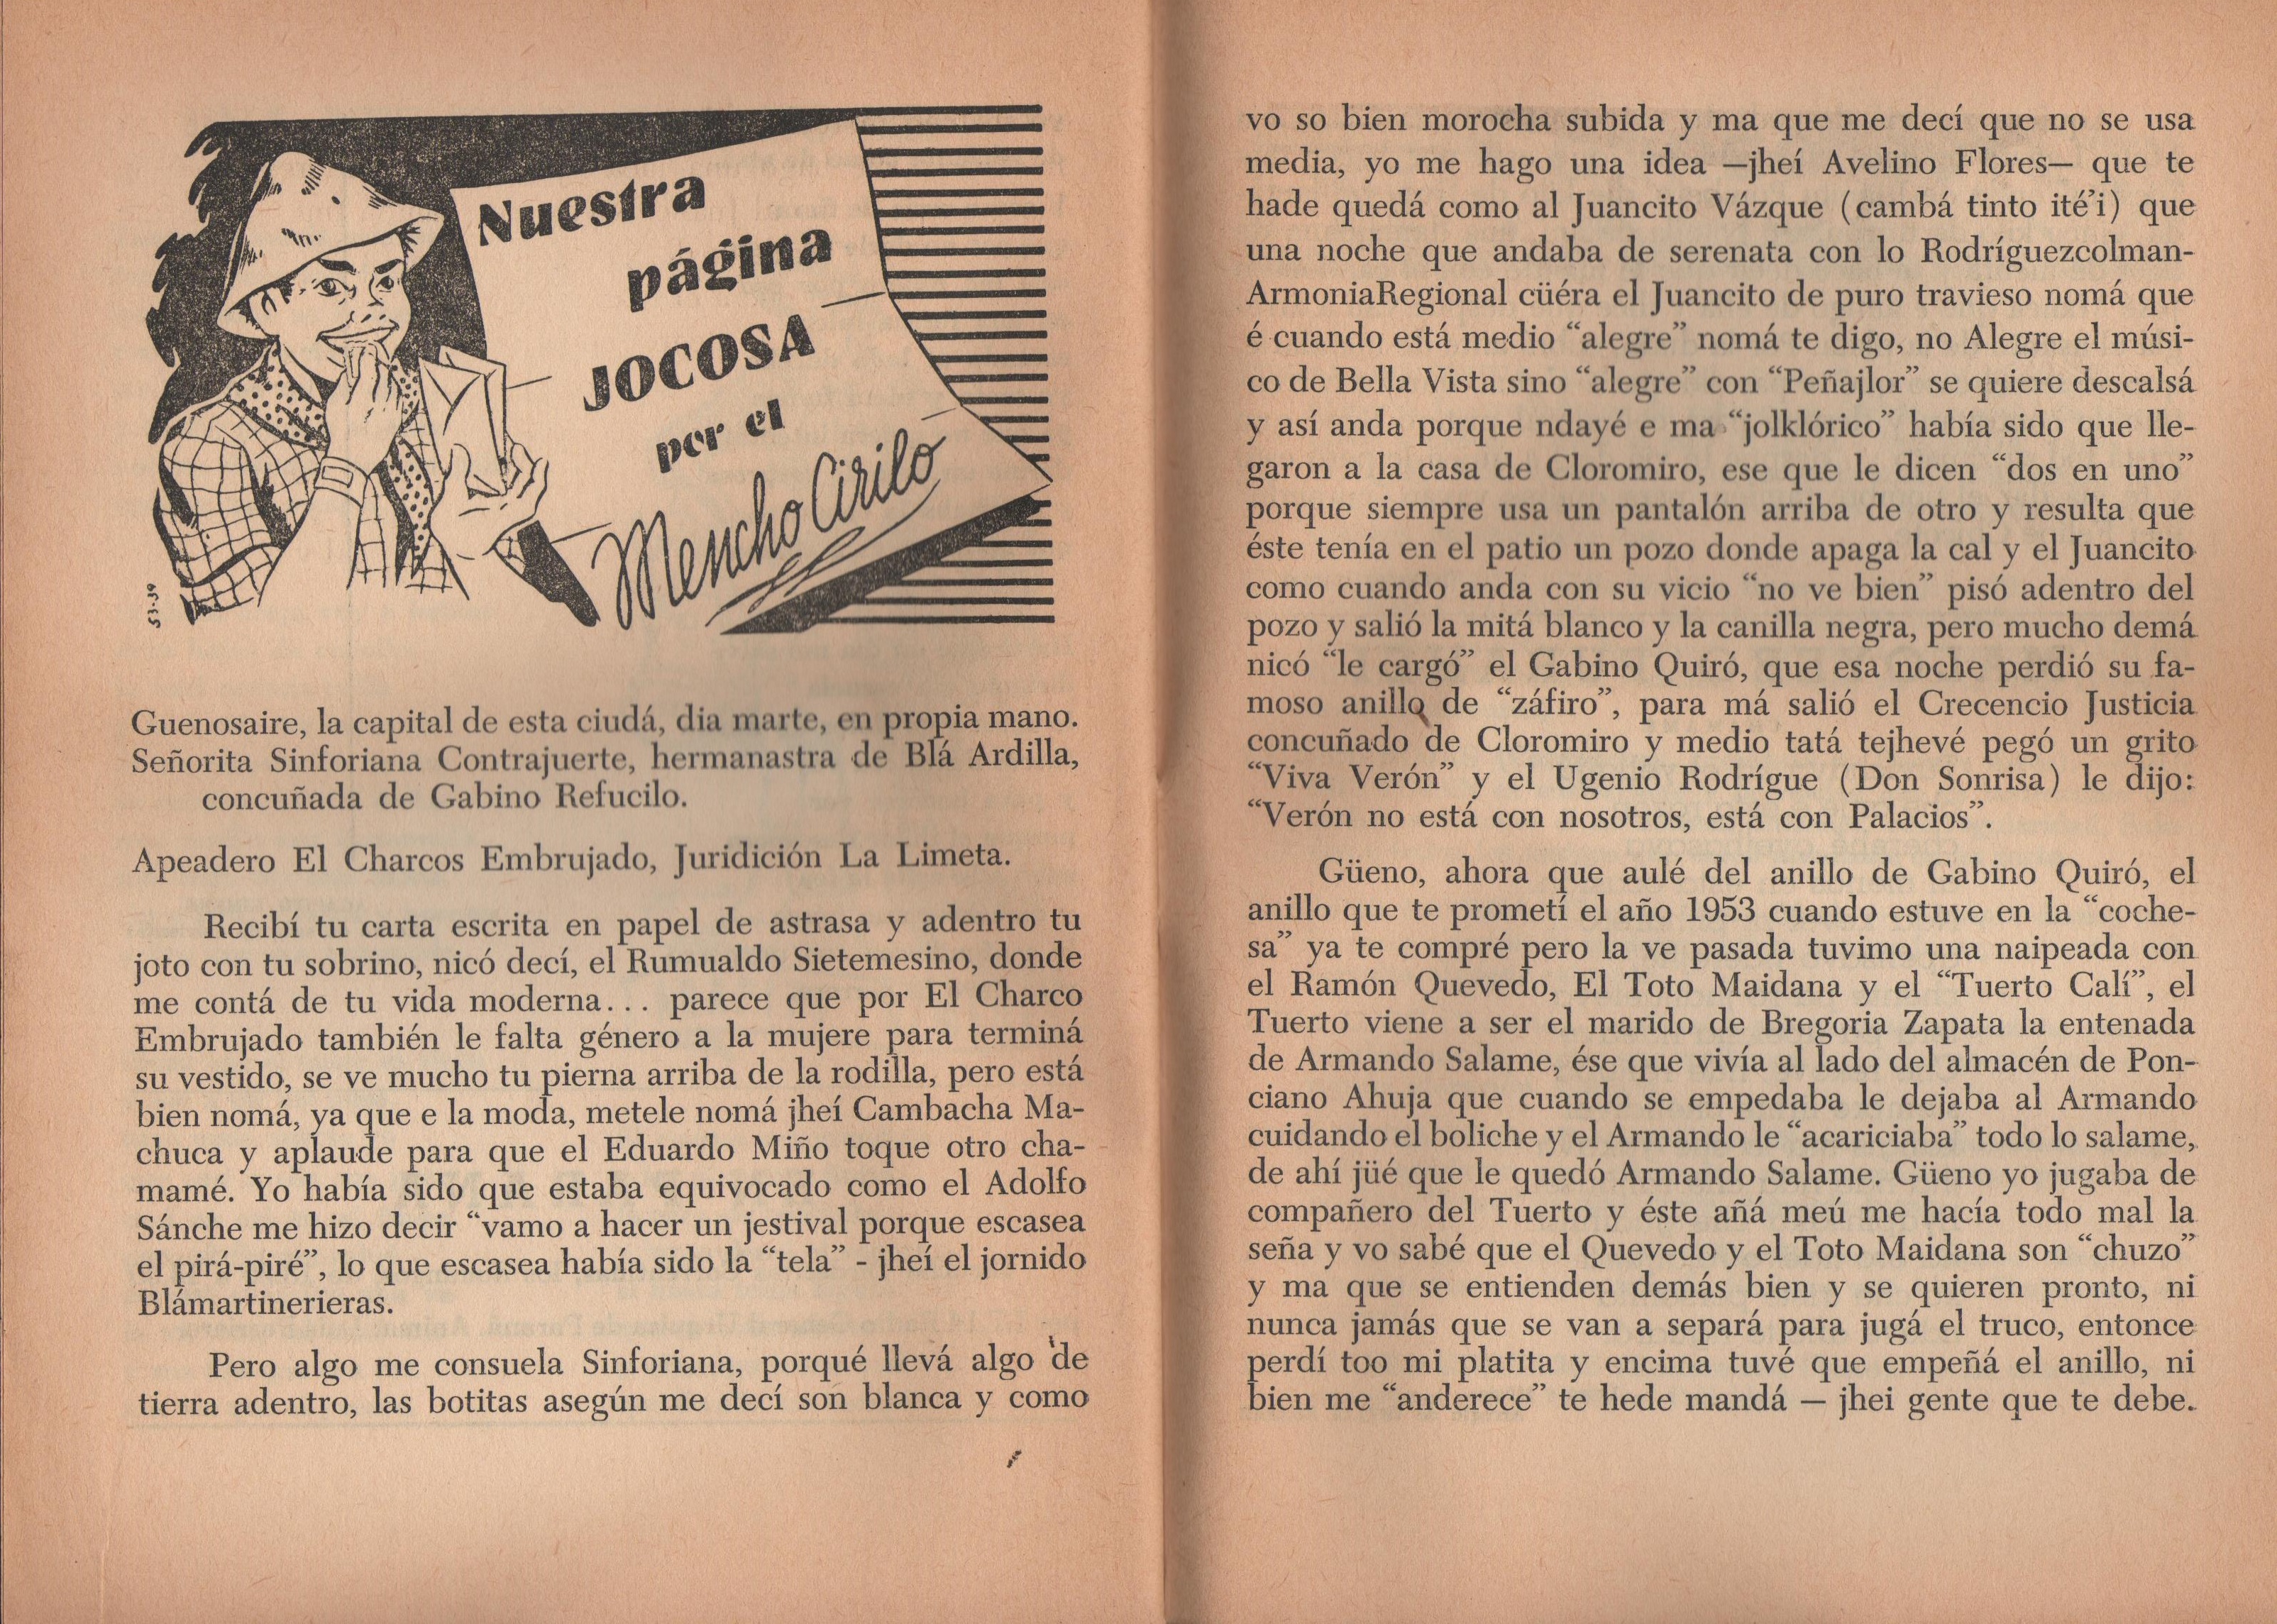 Nuestra
página
JOCOSA
por el
Mencho Cirilo
53-39
Guenosaire, la capital de esta ciudá, dia marte, en propia mano.
Señorita Sinforiana Contrajuerte, hermanastra de Blá Ardilla,
concuñada de Gabino Refucilo.
Apeadero El Charcos Embrujado, Juridición La Limeta.
Recibí tu carta escrita en papel de astrasa y adentro tu
joto con tu sobrino, nicó decí, el Rumualdo Sietemesino, donde
me contá de tu vida moderna... parece que por El Charco
Embrujado también le falta género a la mujere para terminá
su vestido, se ve mucho tu pierna arriba de la rodilla, pero está
bien nomá, ya que e la moda, metele nomá jheí Cambacha Ma-
chuca y aplaude para que el Eduardo Miño toque otro cha-
mamé. Yo había sido que estaba equivocado como el Adolfo
Sánche me hizo decir “vamo a hacer un jestival porque escasea
el pirá-piré”, lo que escasea había sido la “tela” - jheí el jornido
Blámartinerieras.
Pero algo me consuela Sinforiana, porqué llevá algo de
tierra adentro, las botitas asegún me decí son blanca y como
vo so bien morocha subida y ma que me decí que no se usa
media, yo me hago una idea —jheí Avelino Flores— que te
hade quedá como al Juancito Vázque (cambá tinto ité’i) que
una noche que andaba de serenata con lo Rodríguezcolman-
ArmoniaRegional cüéra el Juancito de puro travieso nomá que
é cuando está medio “alegre” nomá te digo, no Alegre el músi-
co de Bella Vista sino “alegre” con “Peñajlor” se quiere descalsá
y así anda porque ndayé e ma “jolklórico” había sido que lle-
garon a la casa de Cloromiro, ese que le dicen “dos en uno”
porque siempre usa un pantalón arriba de otro y resulta que
éste tenía en el patio un pozo donde apaga la cal y el Juancito
como cuando anda con su vicio “no ve bien” pisó adentro del
pozo y salió la mitá blanco y la canilla negra, pero mucho demá
nicó “le cargó” el Gabino Quiró, que esa noche perdió su fa-
moso anillo de “záfiro”, para má salió el Crecencio Justicia
concuñado de Cloromiro y medio tatá tejhevé pegó un grito
“Viva Verón” y el Ugenio Rodrígue (Don Sonrisa) le dijo:
“Verón no está con nosotros, está con Palacios”.
Güeno, ahora que aulé del anillo de Gabino Quiró, el
anillo que te prometí el año 1953 cuando estuve en la “coche-
sa” ya te compré pero la ve pasada tuvimo una naipeada con
el Ramón Quevedo, El Toto Maidana y el “Tuerto Calí”, el
Tuerto viene a ser el marido de Bregoria Zapata la entenada
de Armando Salame, ése que vivía al lado del almacén de Pon-
ciano Ahuja que cuando se empedaba le dejaba al Armando
cuidando el boliche y el Armando le “acariciaba” todo lo salame,
de ahí jüé que le quedó Armando Salame. Güeno yo jugaba de
compañero del Tuerto y éste añá meú me hacía todo mal la
seña y vo sabé que el Quevedo y el Toto Maidana son “chuzo”
y ma que se entienden demás bien y se quieren pronto, ni
nunca jamás que se van a separá para jugá el truco, entonce
perdí too mi platita y encima tuvé que empeñá el anillo, ni
bien me “anderece” te hede mandá — jhei gente que te debe.